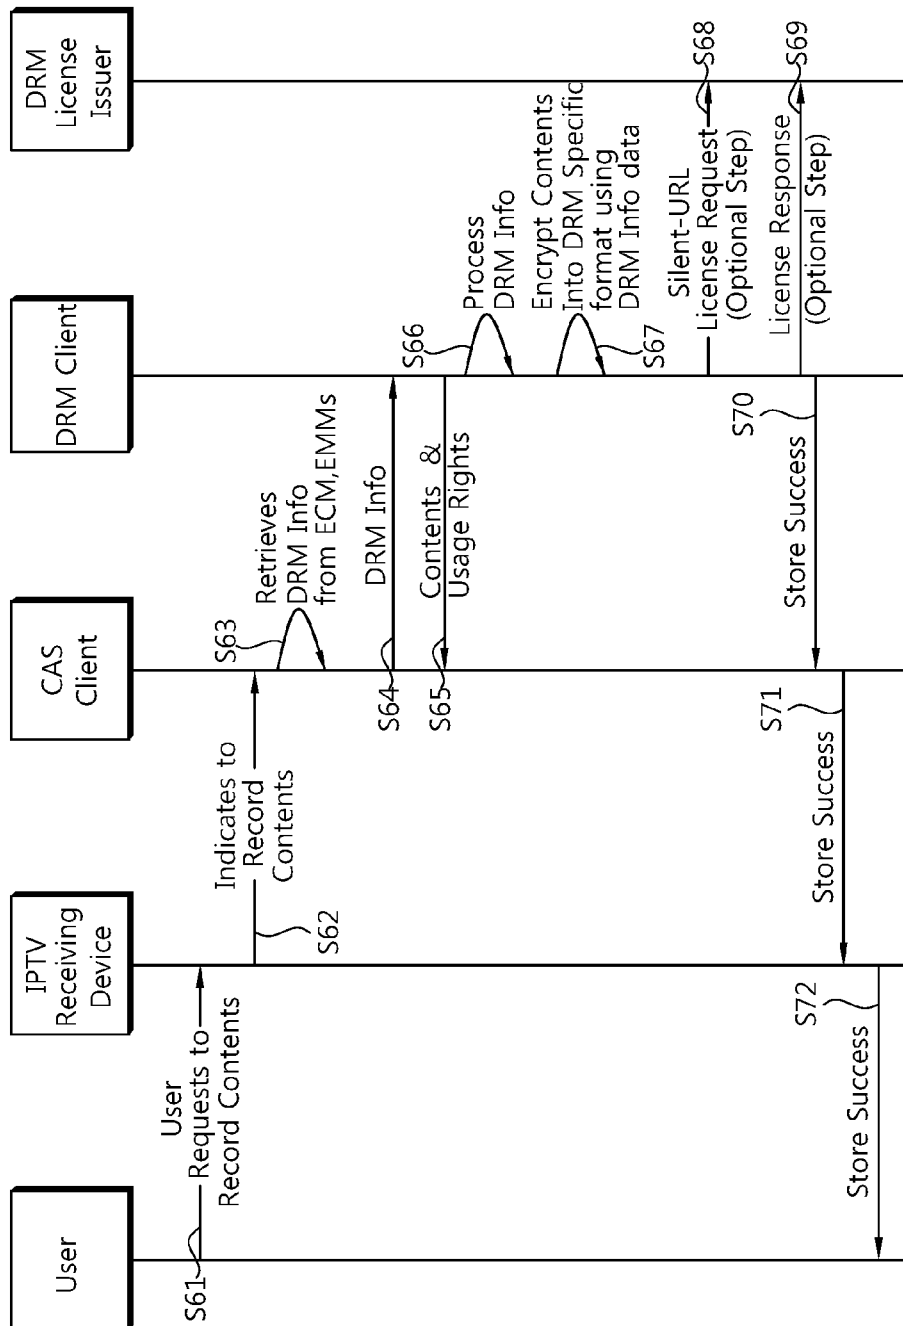 User
IPTV
Receiving
Device
CAS
Client
DRM Client
DRM
License
Issuer
S61
User
Requests to
Record Contents
S62
Indicates to
Record
Contents
S63
Retrieves
DRM Info
from ECM,EMMs
S64
DRM Info
S65
Contents &
Usage Rights
S66
Process
DRM Info
S67
Encrypt Contents
Into DRM Specific
format using
DRM Info data
S68
Silent-URL
License Request
(Optional Step)
S69
License Response
(Optional Step)
S70
Store Success
S71
Store Success
S72
Store Success